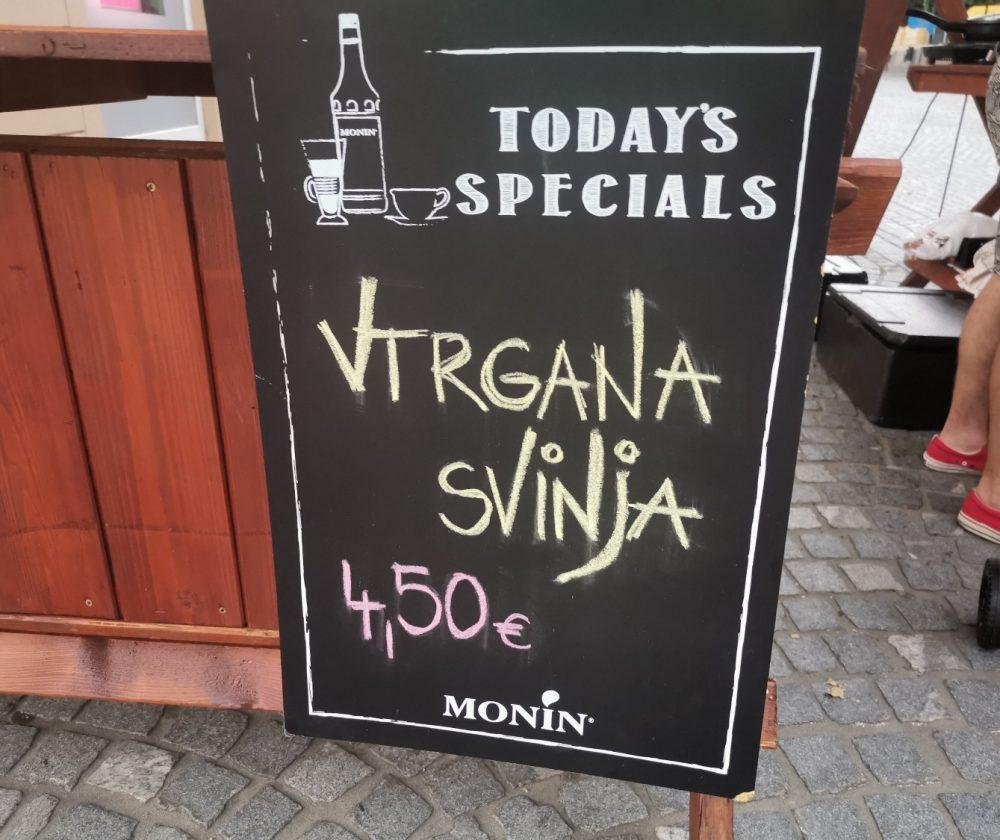 MONIN
TODAY'S
SPECIALS
VTRGANA
SVINJA
4,50€
MONIN